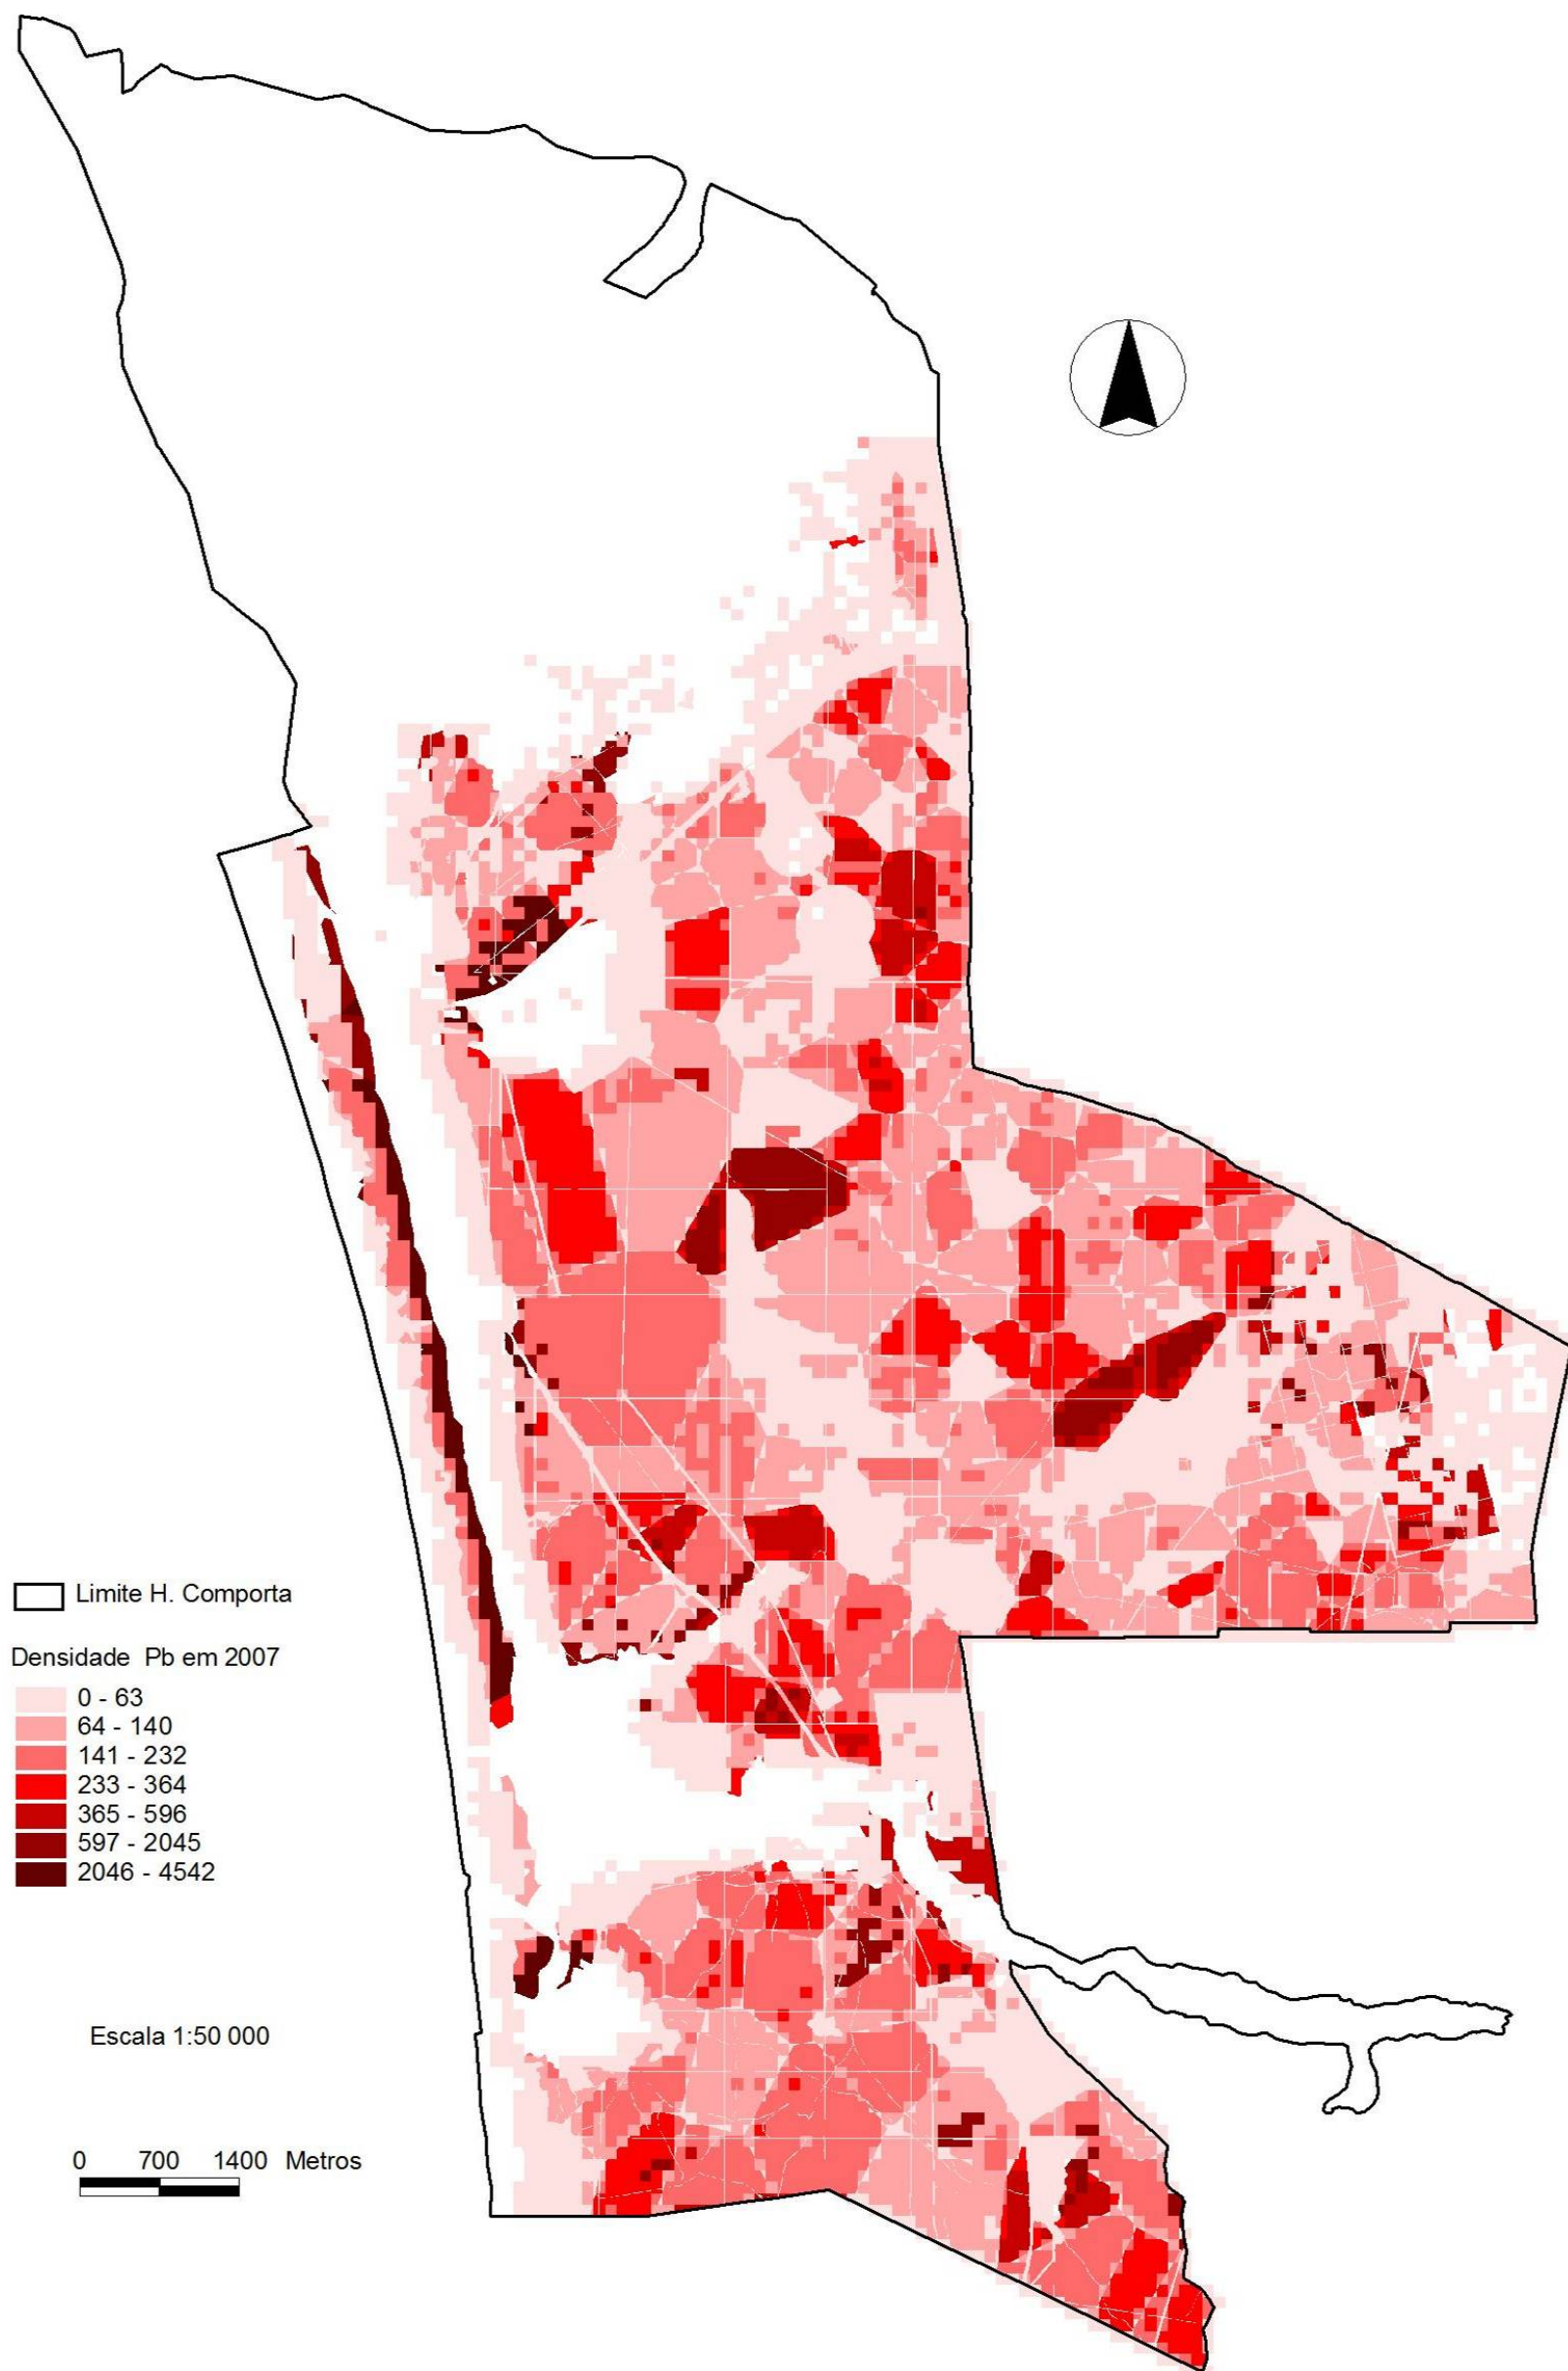 Limite H. Comporta
Densidade Pb em 2007
0 - 63
64 - 140
141 - 232
233 - 364
365 - 596
597 - 2045
2046 - 4542
Escala 1:50 000
0 700 1400 Metros